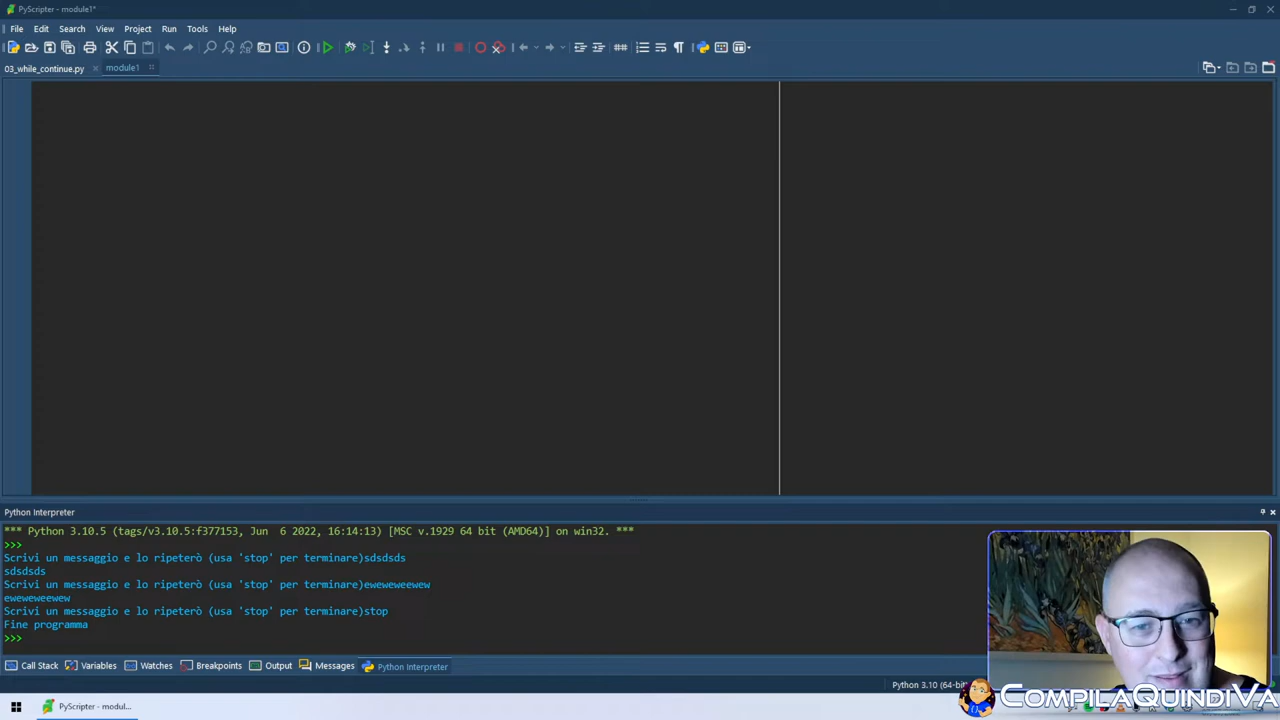 PyScripter - module1*
File Edit Search View Project Run Tools Help
03_while_continue.py module1
Python Interpreter
*** Python 3.10.5 (tags/v3.10.5:f377153, Jun 6 2022, 16:14:13) [MSC v.1929 64 bit (AMD64)] on win32. ***
>>>
Scrivi un messaggio e lo ripeterò (usa 'stop' per terminare)sdsdsds
sdsdsds
Scrivi un messaggio e lo ripeterò (usa 'stop' per terminare)eweweweewew
eweweweewew
Scrivi un messaggio e lo ripeterò (usa 'stop' per terminare)stop
Fine programma
>>>
Call Stack Variables Watches Breakpoints Output Messages Python Interpreter
Python 3.10 (64-bit)
PyScripter - modul...
COMPILAQUINDIVA